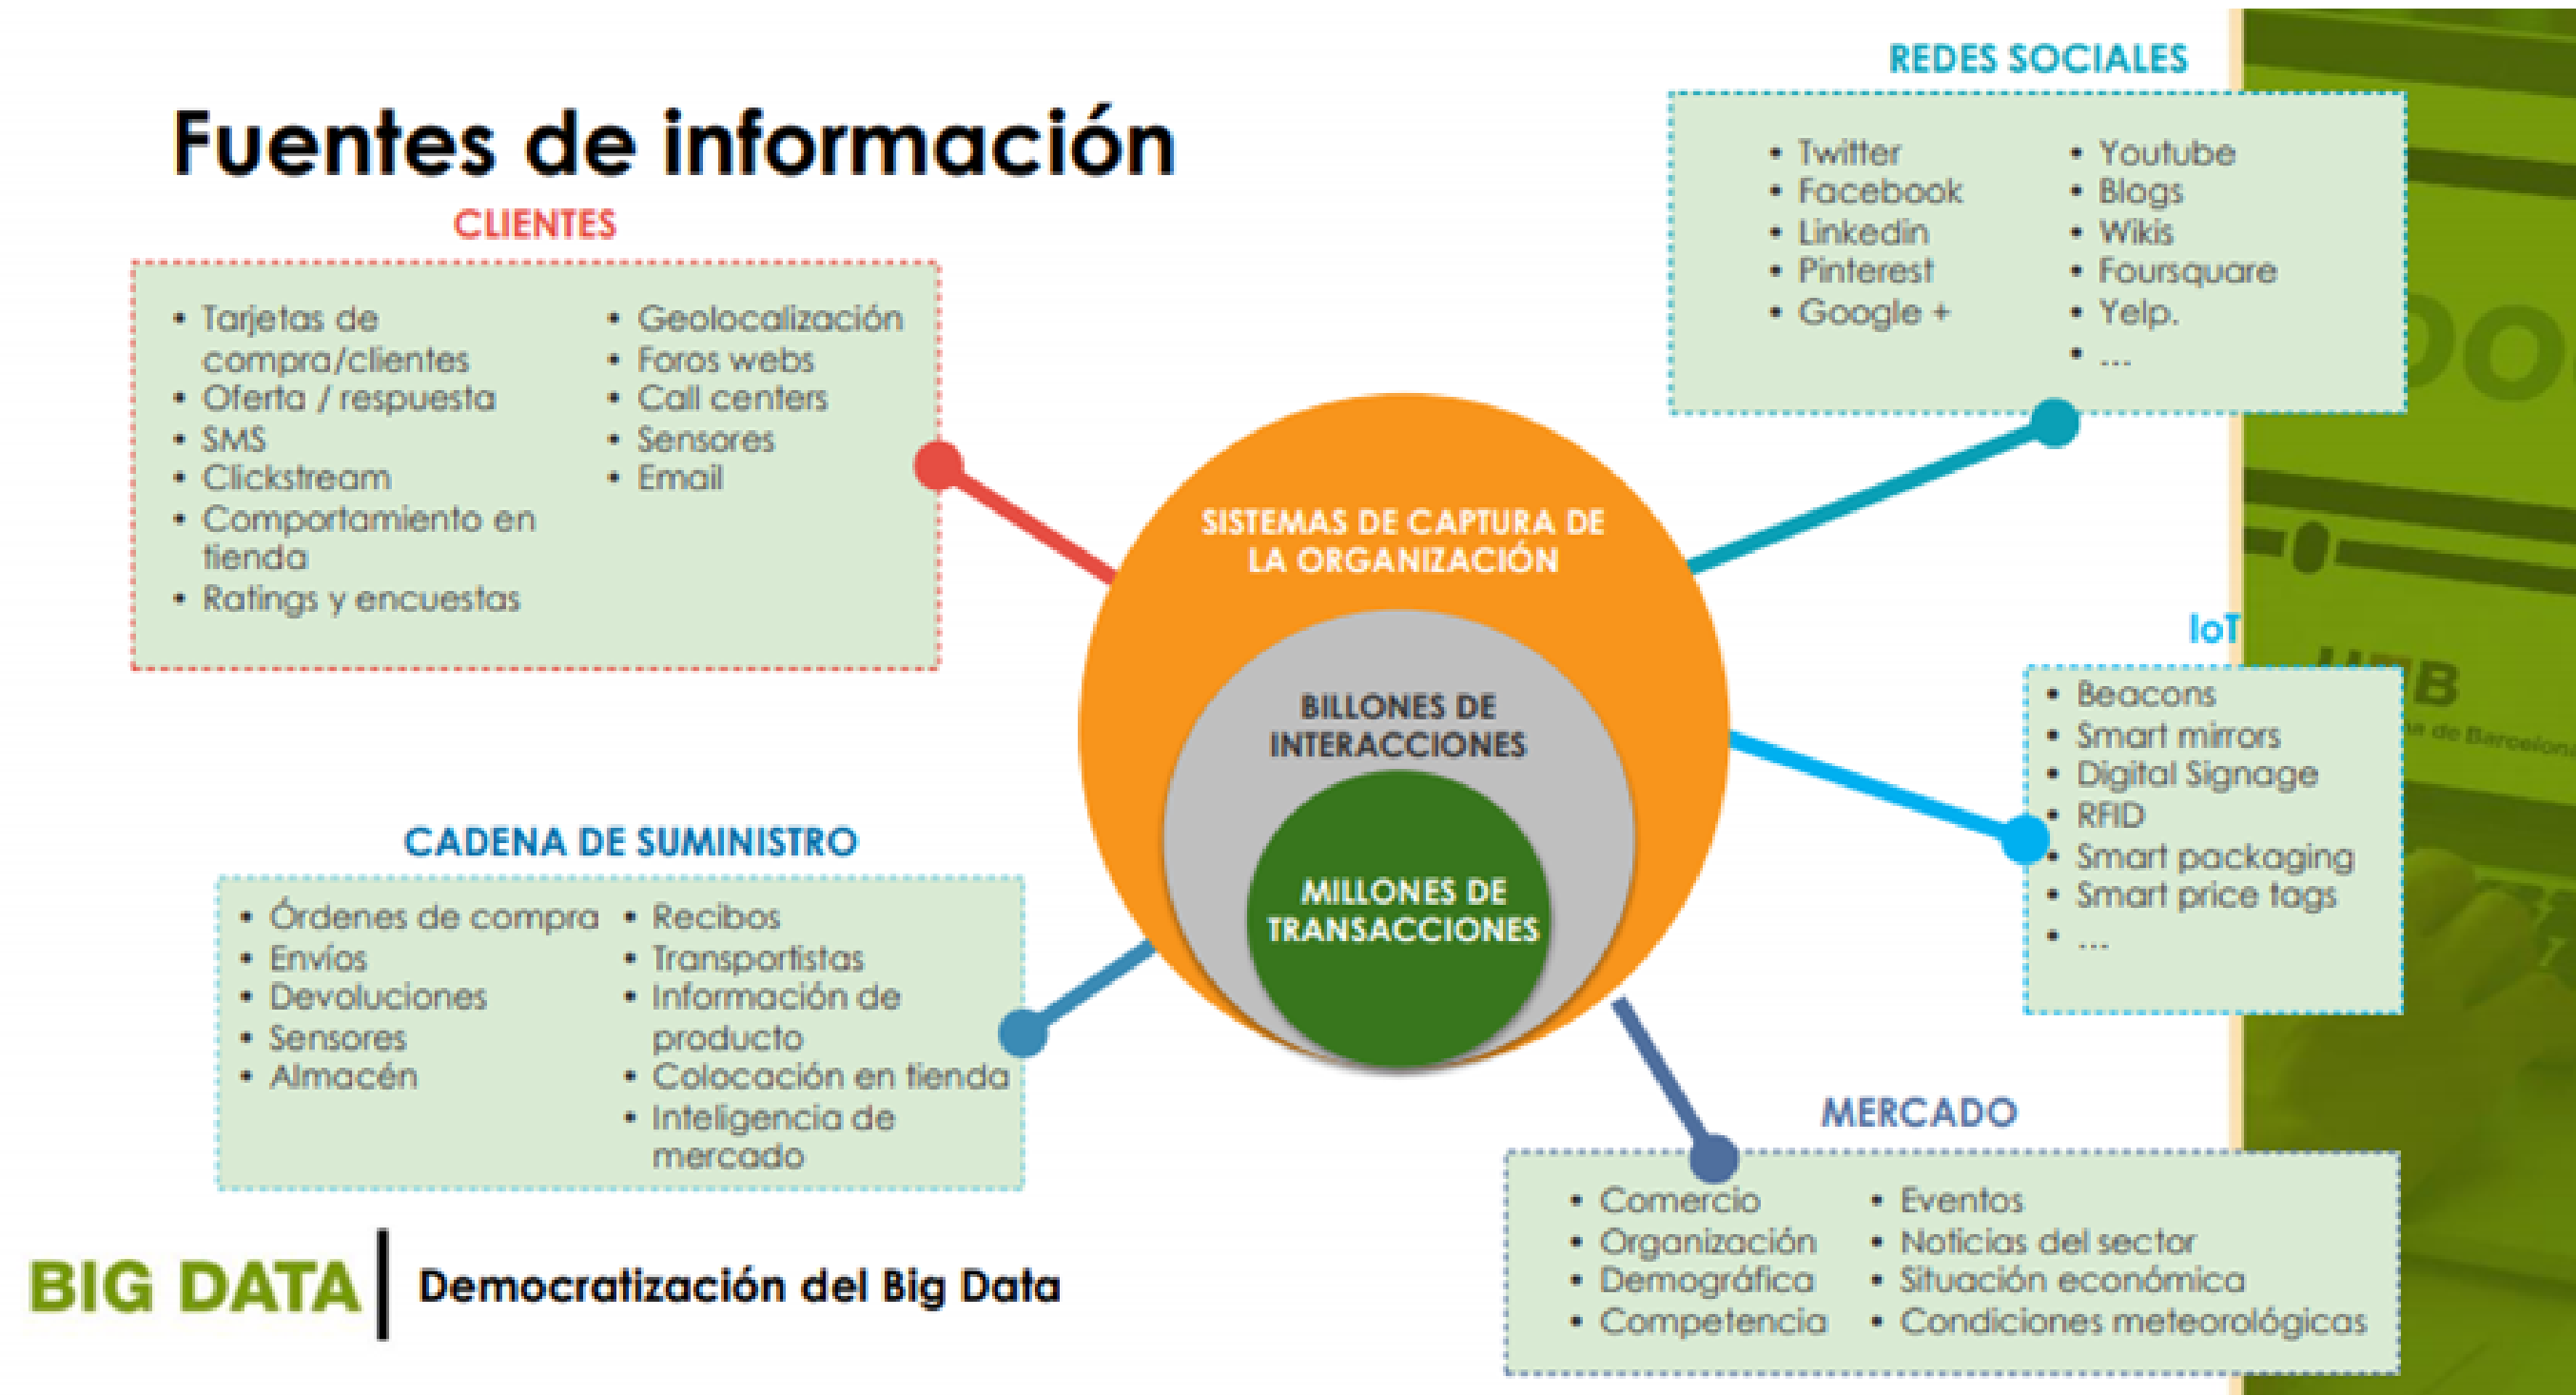 Fuentes de información
CLIENTES
• Tarjetas de
compra/clientes
• Oferta / respuesta
• SMS
• Clickstream
• Comportamiento en
tienda
• Ratings y encuestas
• Geolocalización
• Foros webs
• Call centers
• Sensores
• Email
REDES SOCIALES
• Twitter
• Facebook
• Linkedin
• Pinterest
• Google +
• Youtube
• Blogs
• Wikis
• Foursquare
• Yelp.
• ...
SISTEMAS DE CAPTURA DE
LA ORGANIZACIÓN
BILLONES DE
INTERACCIONES
MILLONES DE
TRANSACCIONES
IoT
• Beacons
• Smart mirrors
• Digital Signage
• RFID
• Smart packaging
• Smart price tags
• ...
CADENA DE SUMINISTRO
• Órdenes de compra
• Envíos
• Devoluciones
• Sensores
• Almacén
• Recibos
• Transportistas
• Información de
producto
• Colocación en tienda
• Inteligencia de
mercado
MERCADO
• Comercio
• Organización
• Demográfica
• Competencia
• Eventos
• Noticias del sector
• Situación económica
• Condiciones meteorológicas
BIG DATA
Democratización del Big Data
de Barcelona